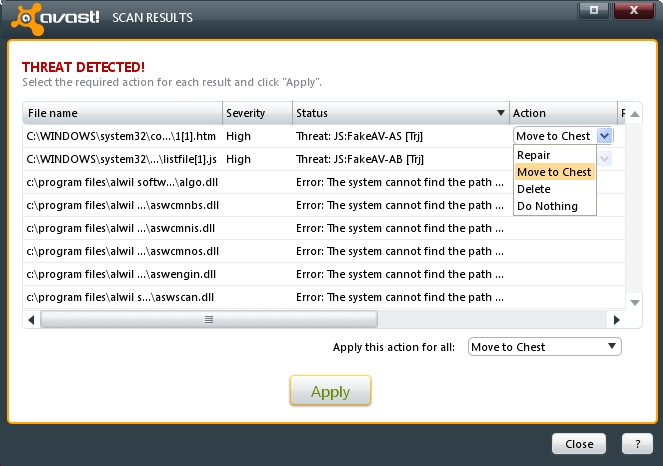 avast! SCAN RESULTS
THREAT DETECTED!
Select the required action for each result and click "Apply".
File name Severity Status Action
C:\WINDOWS\system32\co...\1[1].htm High Threat: JS:FakeAV-AS [Trj] Move to Chest
C:\WINDOWS\system32\...\listfile[1].js High Threat: JS:FakeAV-AB [Trj]
Repair
Move to Chest
Delete
Do Nothing
c:\program files\alwil softw...\algo.dll Error: The system cannot find the path ...
c:\program files\alwil ...\aswcmnbs.dll Error: The system cannot find the path ...
c:\program files\alwil ...\aswcmnis.dll Error: The system cannot find the path ...
c:\program files\alwil ...\aswcmnos.dll Error: The system cannot find the path ...
c:\program files\alwil ...\aswengin.dll Error: The system cannot find the path ...
c:\program files\alwil s...\aswscan.dll Error: The system cannot find the path ...
Apply this action for all: Move to Chest
Apply
Close ?